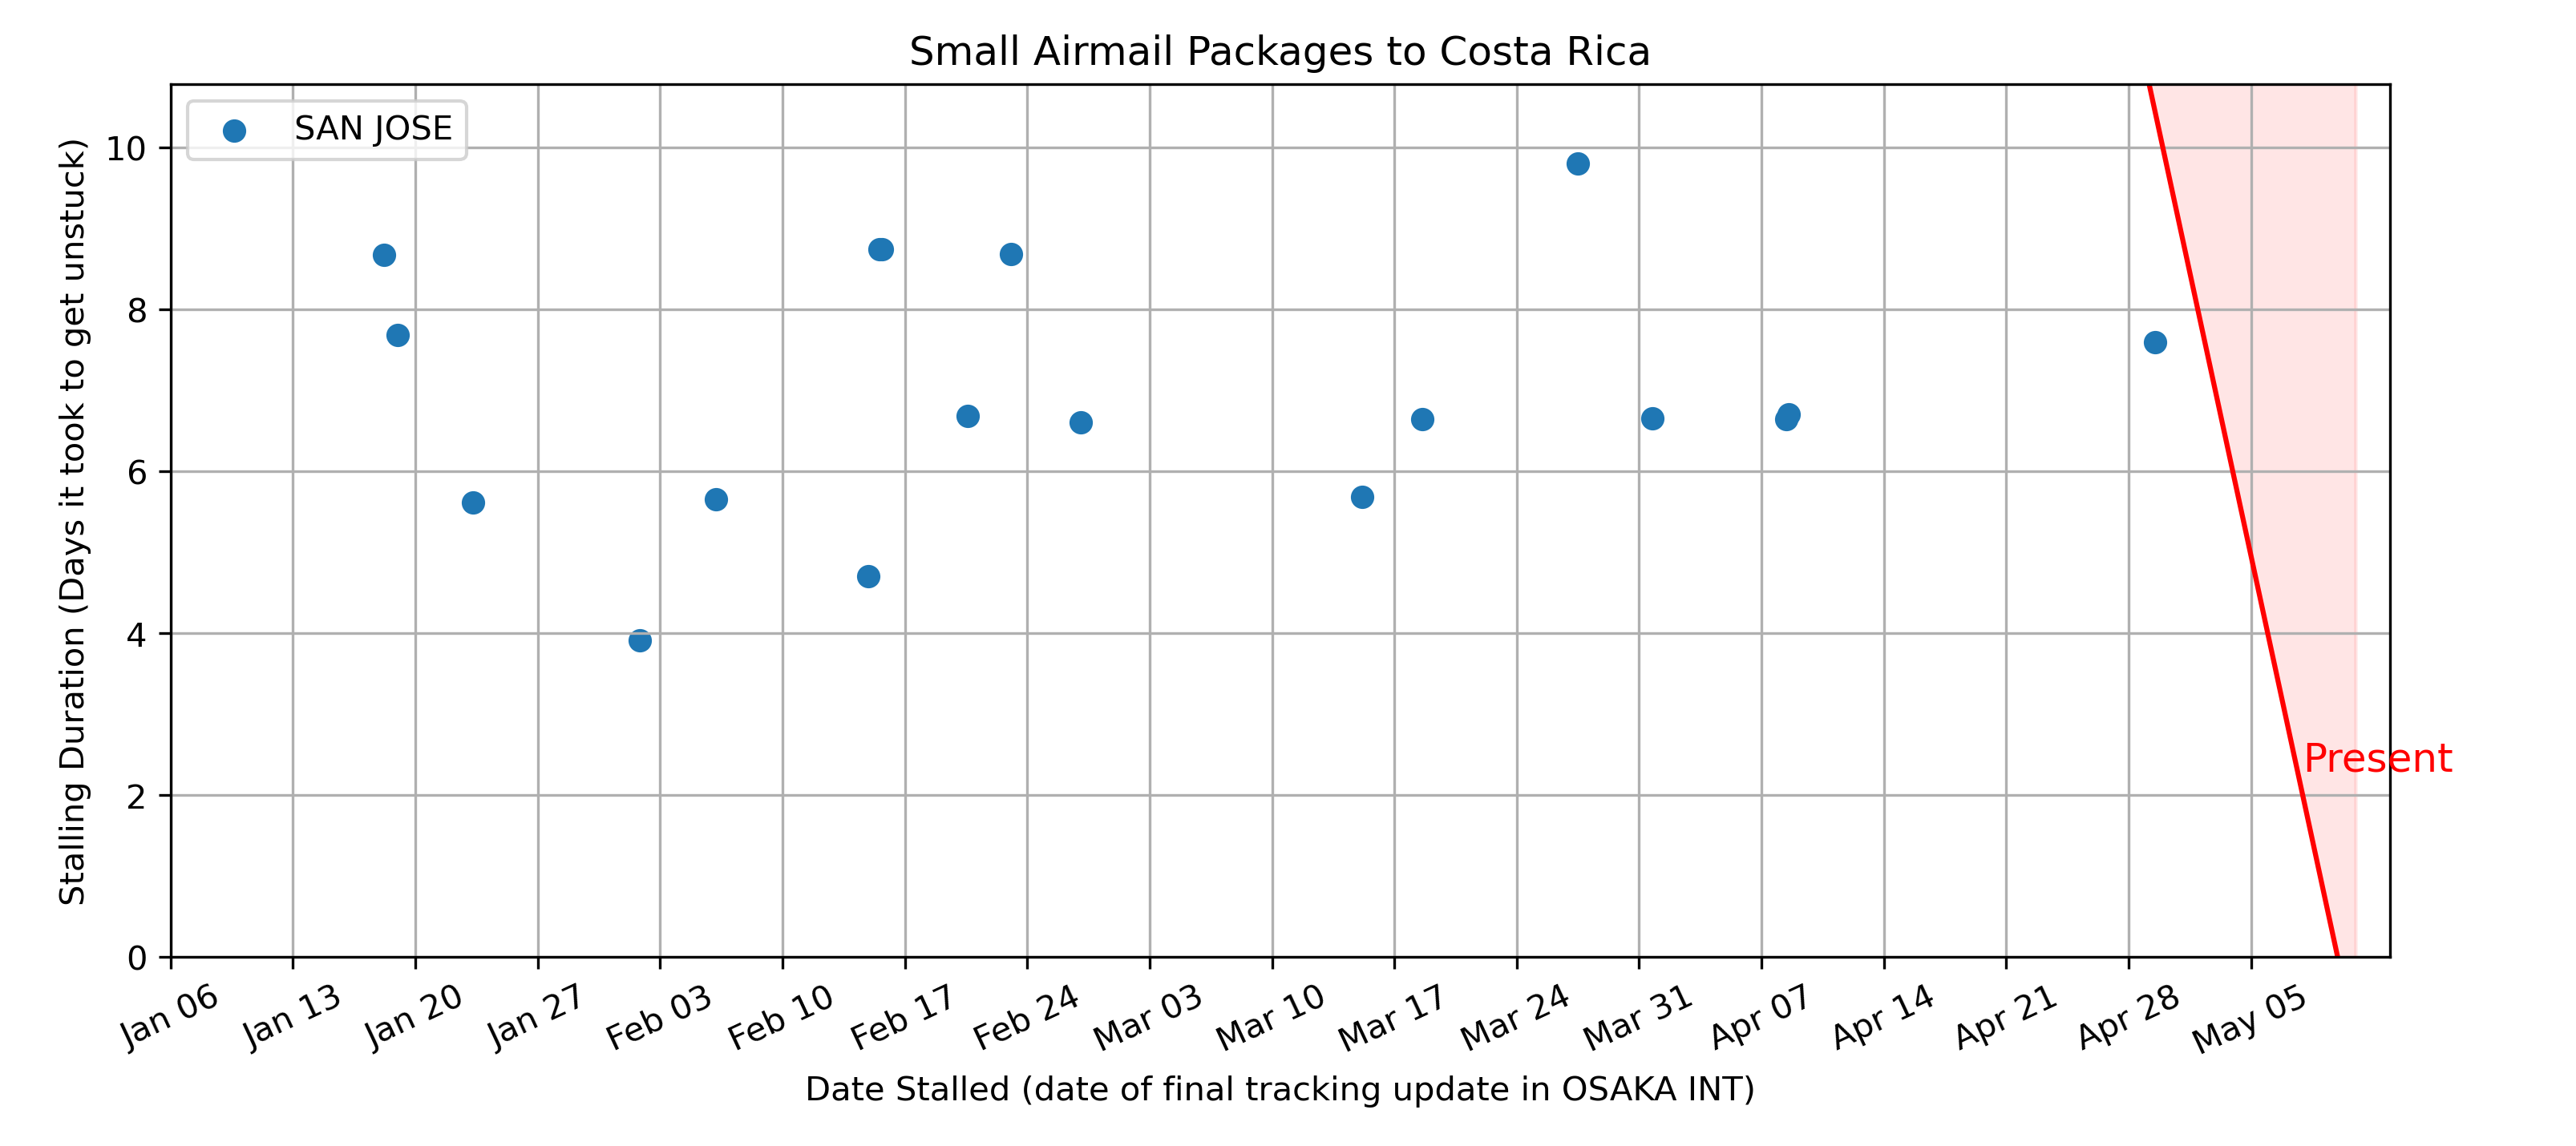 Small Airmail Packages to Costa Rica
SAN JOSE
Stalling Duration (Days it took to get unstuck)
10
8
6
4
2
0
Present
Jan 06
Jan 13
Jan 20
Jan 27
Feb 03
Feb 10
Feb 17
Feb 24
Mar 03
Mar 10
Mar 17
Mar 24
Mar 31
Apr 07
Apr 14
Apr 21
Apr 28
May 05
Date Stalled (date of final tracking update in OSAKA INT)